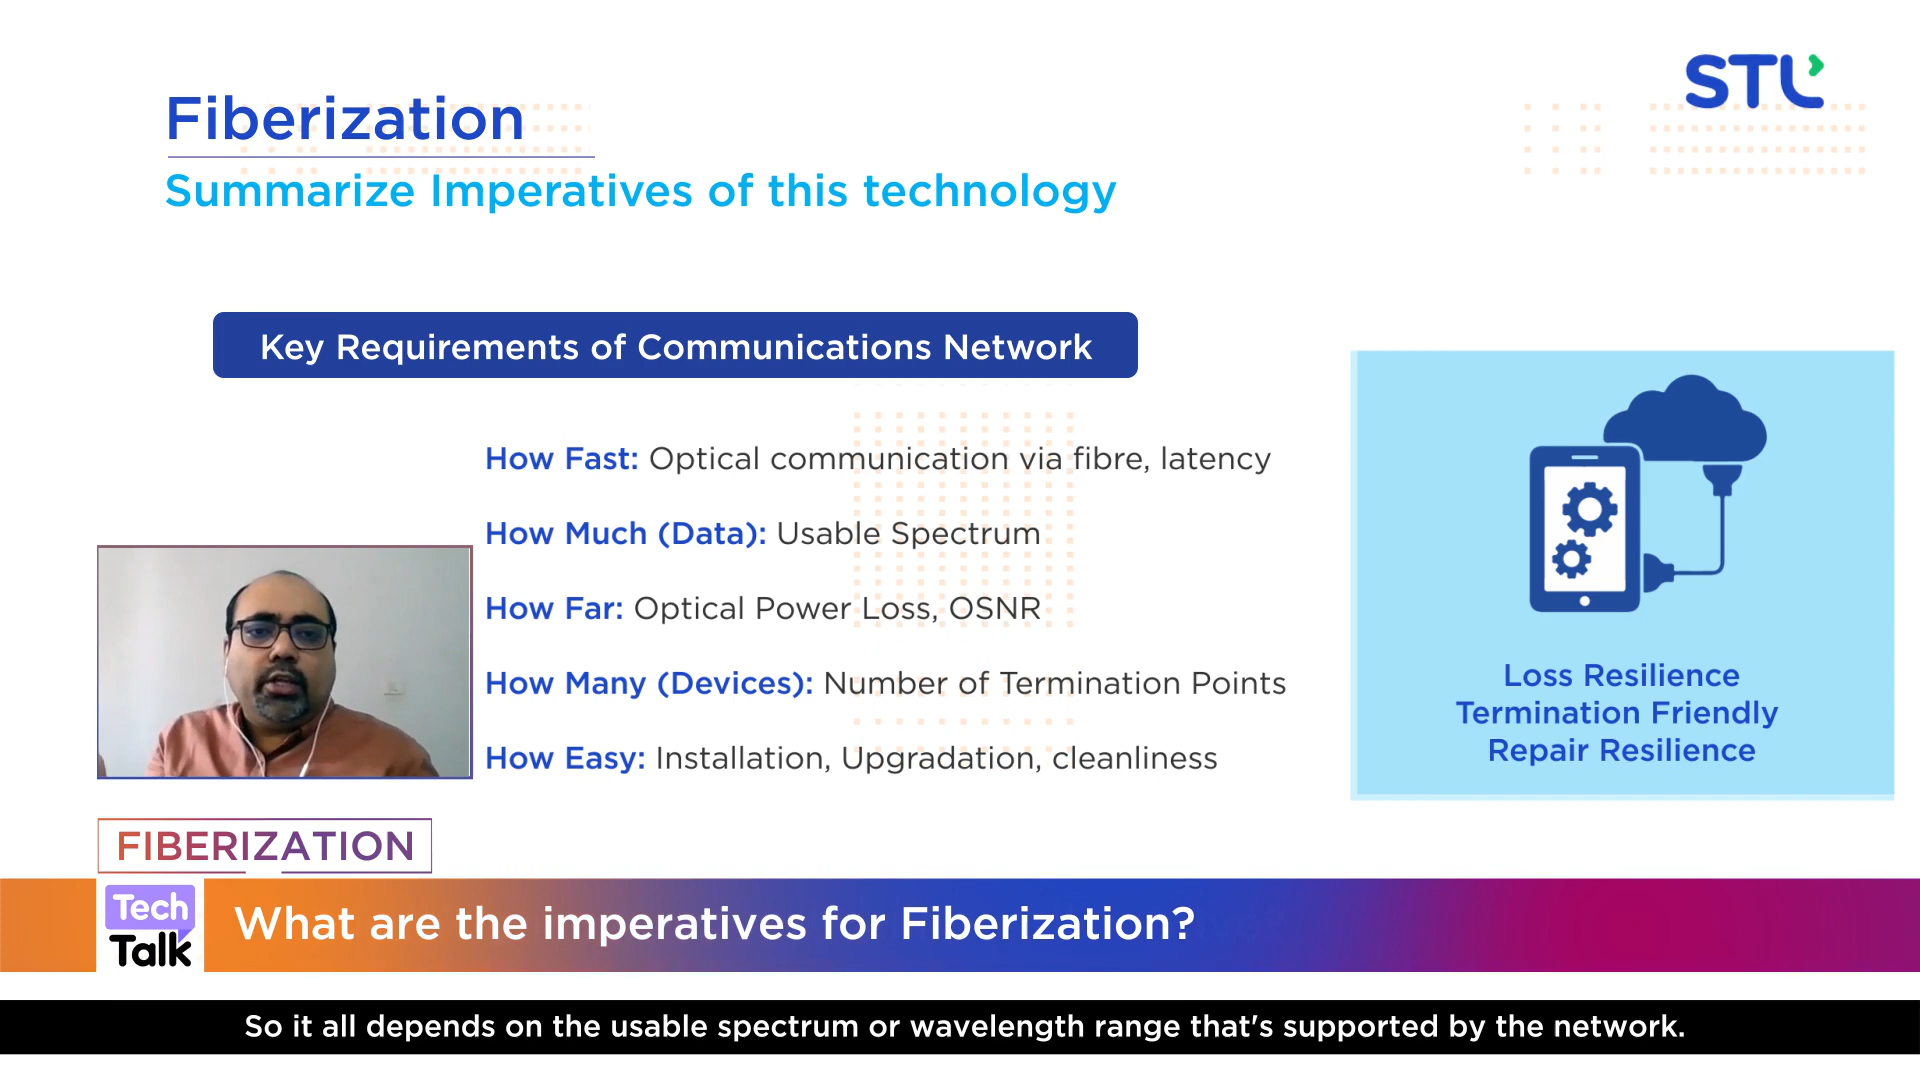 STL
Fiberization
Summarize Imperatives of this technology
Key Requirements of Communications Network
How Fast: Optical communication via fibre, latency
How Much (Data): Usable Spectrum
How Far: Optical Power Loss, OSNR
How Many (Devices): Number of Termination Points
How Easy: Installation, Upgradation, cleanliness
Loss Resilience
Termination Friendly
Repair Resilience
FIBERIZATION
Tech
Talk
What are the imperatives for Fiberization?
So it all depends on the usable spectrum or wavelength range that's supported by the network.